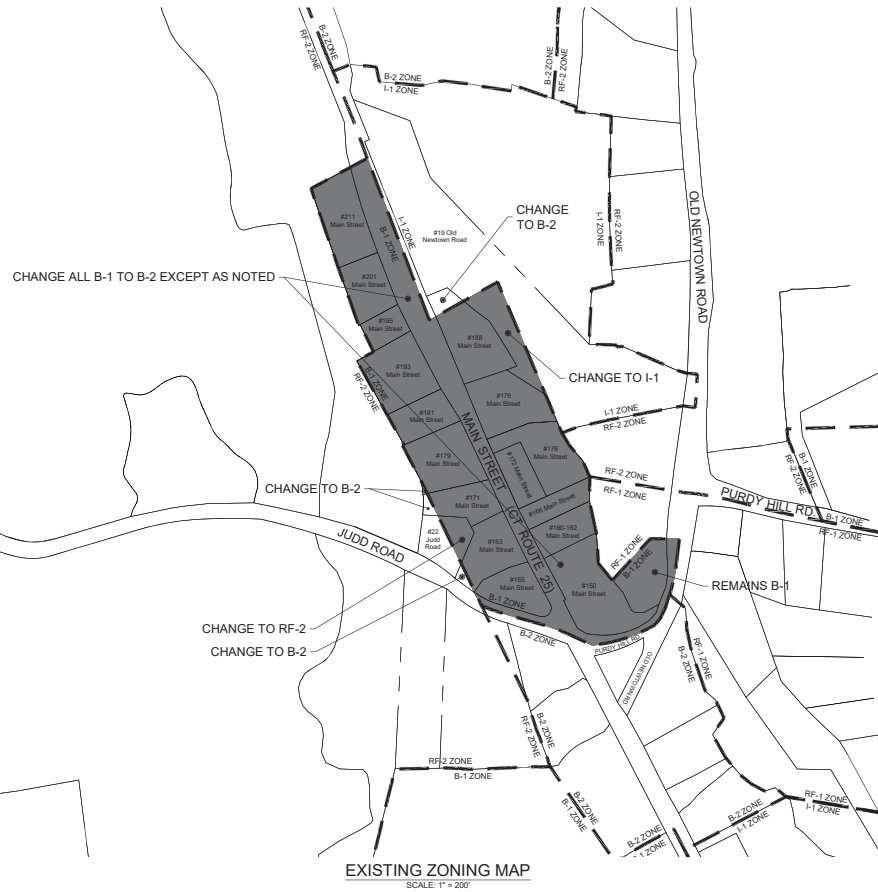 B-2 ZONE
RF-2 ZONE
B-2 ZONE
I-1 ZONE
B-2 ZONE
RF-2 ZONE
#211
Main Street
I-1 ZONE
B-1 ZONE
#19 Old
Newtown Road
CHANGE
TO B-2
I-1 ZONE
RF-2 ZONE
OLD NEWTOWN ROAD
CHANGE ALL B-1 TO B-2 EXCEPT AS NOTED
#201
Main Street
#195
Main Street
#188
Main Street
#193
Main Street
B-1 ZONE
RF-2 ZONE
CHANGE TO I-1
#178
Main Street
#181
Main Street
I-1 ZONE
RF-2 ZONE
MAIN STREET (CT ROUTE 25)
#179
Main Street
#176
Main Street
#172 Main Street
B-1 ZONE
RF-2 ZONE
RF-2 ZONE
RF-1 ZONE
PURDY HILL RD.
B-1 ZONE
RF-1 ZONE
CHANGE TO B-2
#171
Main Street
#166 Main Street
#22
Judd
Road
JUDD ROAD
#163
Main Street
#160-162
Main Street
RF-1 ZONE
B-1 ZONE
#155
Main Street
#150
Main Street
REMAINS B-1
B-1 ZONE
CHANGE TO RF-2
CHANGE TO B-2
B-2 ZONE
PURDY HILL RD
OLD NEWTOWN RD
RF-1 ZONE
B-2 ZONE
B-2 ZONE
RF-2 ZONE
RF-2 ZONE
B-1 ZONE
B-2 ZONE
B-1 ZONE
B-2 ZONE
I-1 ZONE
B-2 ZONE
I-1 ZONE
RF-1 ZONE
I-1 ZONE
EXISTING ZONING MAP
SCALE: 1" = 200'